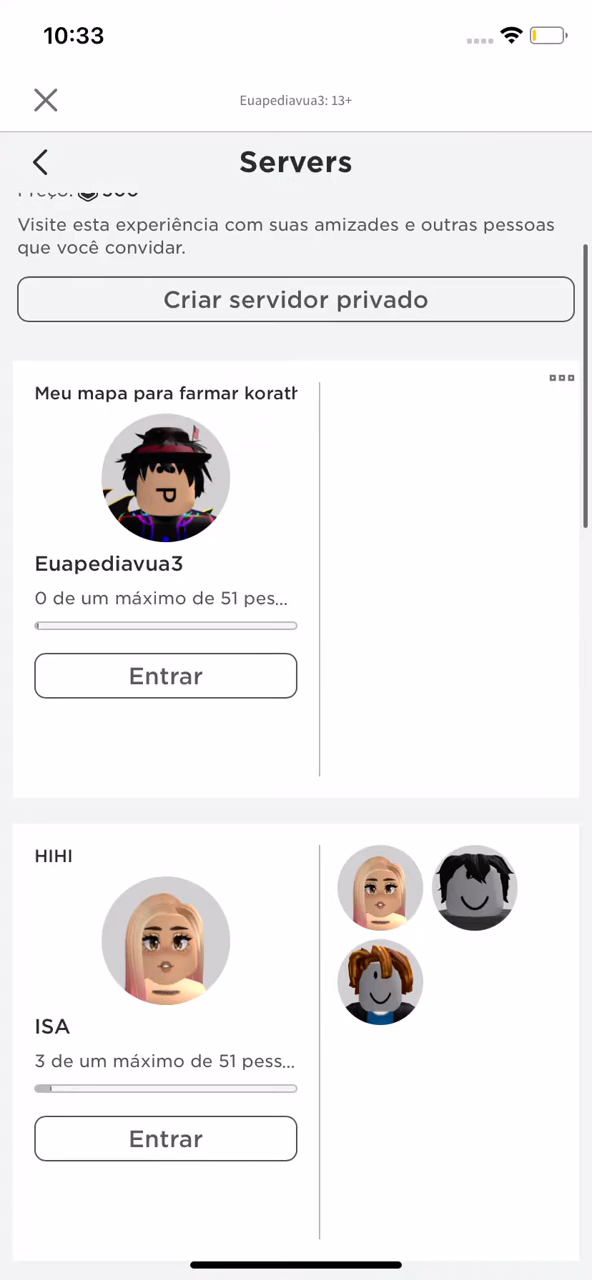 10:33
Euapediavua3: 13+
Servers
Visite esta experiência com suas amizades e outras pessoas
que você convidar.
Criar servidor privado
Meu mapa para farmar korath
Euapediavua3
0 de um máximo de 51 pes...
Entrar
HIHI
ISA
3 de um máximo de 51 pess...
Entrar